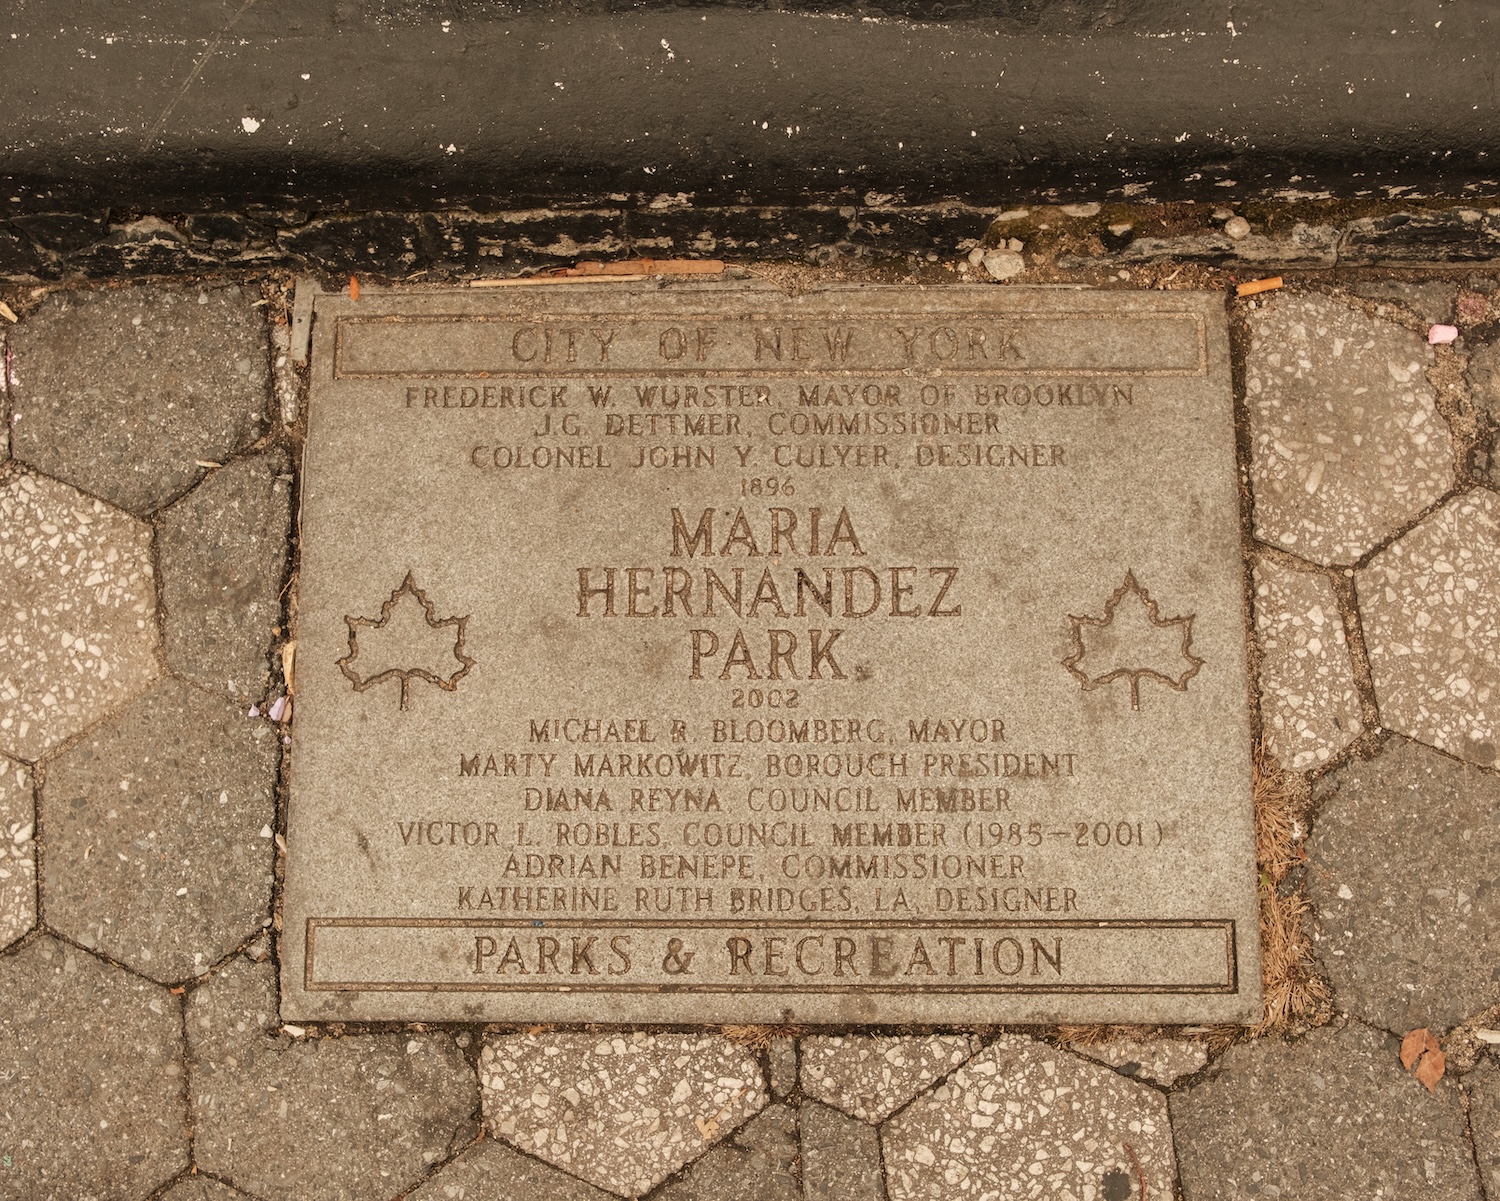 CITY OF NEW YORK
FREDERICK W. WURSTER, MAYOR OF BROOKLYN
J.G. DETTMER, COMMISSIONER
COLONEL JOHN Y. CULYER, DESIGNER
1896
MARIA
HERNANDEZ
PARK
2002
MICHAEL R. BLOOMBERG, MAYOR
MARTY MARKOWITZ, BOROUGH PRESIDENT
DIANA REYNA, COUNCIL MEMBER
VICTOR L. ROBLES, COUNCIL MEMBER (1985–2001)
ADRIAN BENEPE, COMMISSIONER
KATHERINE RUTH BRIDGES, LA, DESIGNER
PARKS & RECREATION